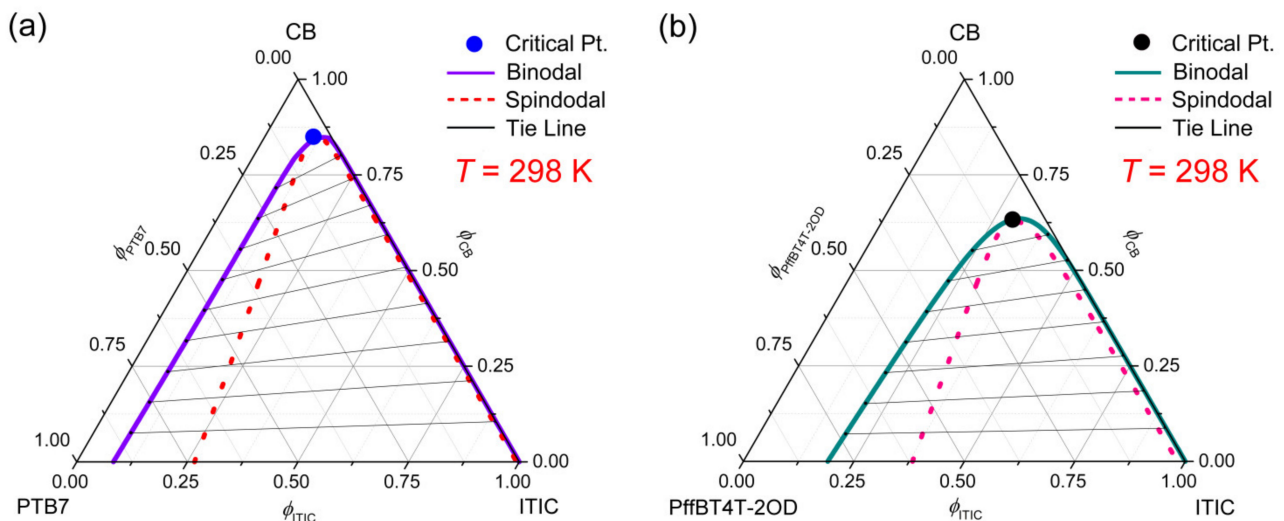 (a)
CB
Critical Pt.
Binodal
Spindodal
Tie Line
T = 298 K
0.00
1.00
0.25
0.75
ϕPTB7
ϕCB
0.50
0.50
0.75
0.25
1.00
0.00
0.00
0.25
0.50
0.75
1.00
PTB7
ϕITIC
ITIC
(b)
CB
Critical Pt.
Binodal
Spindodal
Tie Line
T = 298 K
0.00
1.00
0.25
0.75
ϕPffBT4T-2OD
ϕCB
0.50
0.50
0.75
0.25
1.00
0.00
0.00
0.25
0.50
0.75
1.00
PffBT4T-2OD
ϕITIC
ITIC